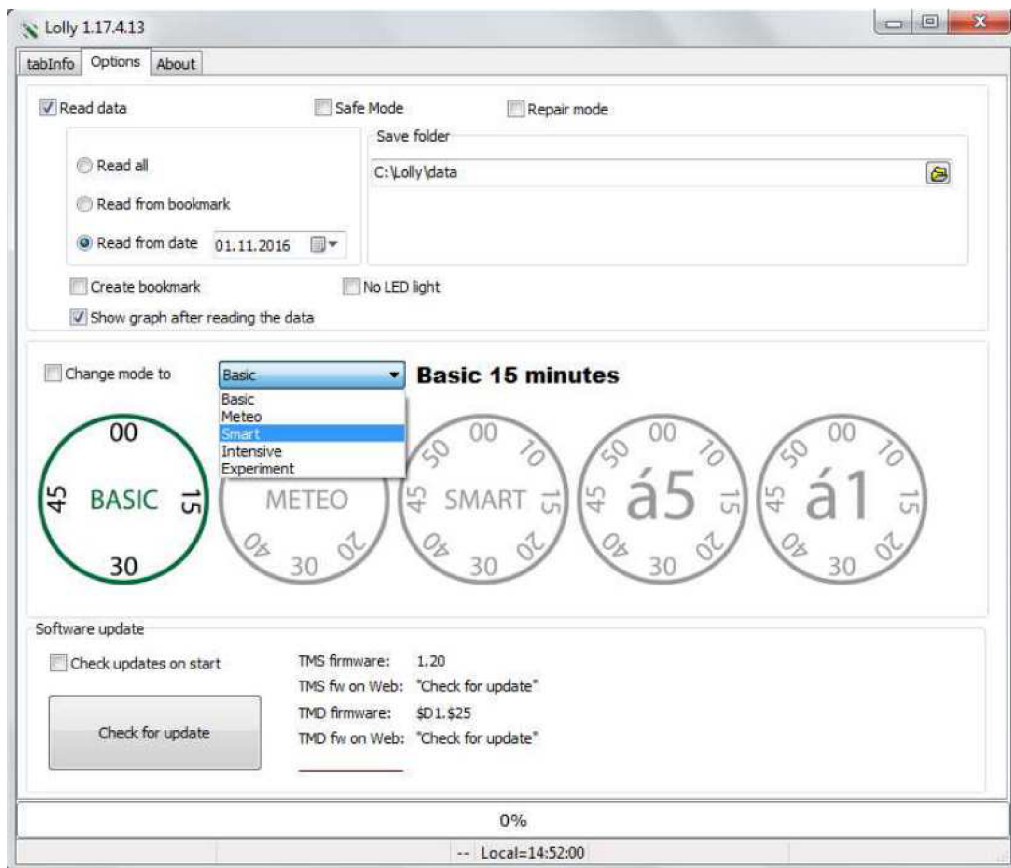 Lolly 1.17.4.13
tabInfo Options About
Read data Safe Mode Repair mode
Save folder
Read all
C:\Lolly\data
Read from bookmark
Read from date 01.11.2016
Create bookmark No LED light
Show graph after reading the data
Change mode to Basic Basic 15 minutes
Basic
Meteo
Smart
Intensive
Experiment
00 15 30 45 BASIC
METEO 20 30 40
00 10 15 20 30 40 45 50 SMART
00 10 15 20 30 40 45 50 á5
00 10 15 20 30 40 45 50 á1
Software update
Check updates on start
TMS firmware: 1.20
TMS fw on Web: "Check for update"
Check for update
TMD firmware: $D1.$25
TMD fw on Web: "Check for update"
0%
-- Local=14:52:00